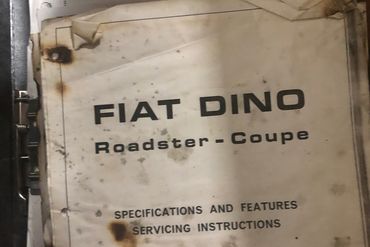 FIAT DINO
Roadster - Coupe
SPECIFICATIONS AND FEATURES
SERVICING INSTRUCTIONS